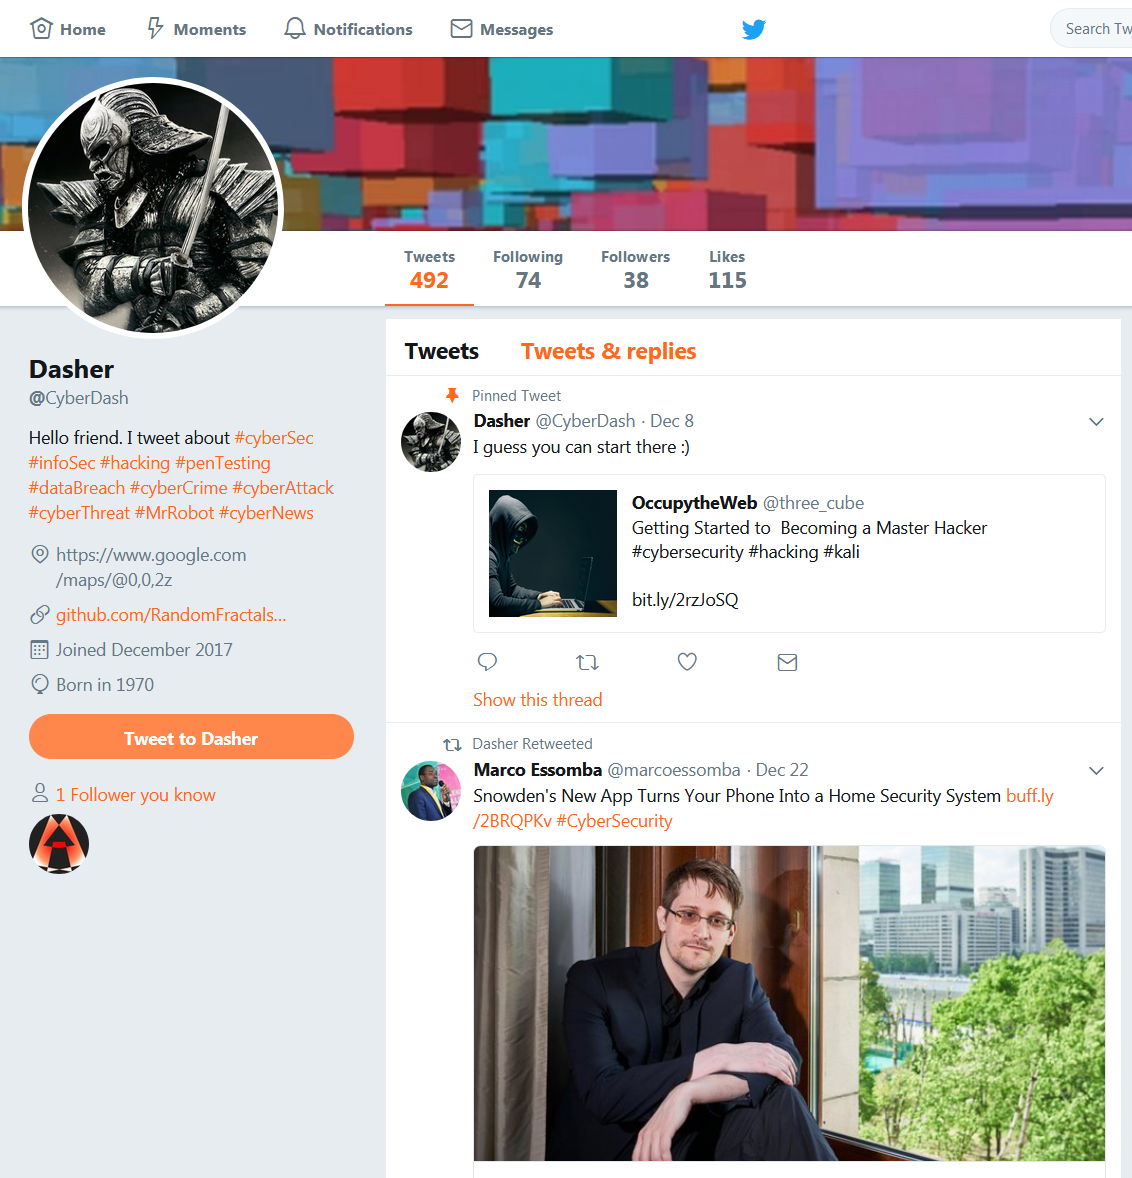 Home
Moments
Notifications
Messages
Search Tw
Tweets
492
Following
74
Followers
38
Likes
115
Dasher
@CyberDash
Hello friend. I tweet about #cyberSec
#infoSec #hacking #penTesting
#dataBreach #cyberCrime #cyberAttack
#cyberThreat #MrRobot #cyberNews
https://www.google.com
/maps/@0,0,2z
github.com/RandomFractals...
Joined December 2017
Born in 1970
Tweet to Dasher
1 Follower you know
Tweets
Tweets & replies
Pinned Tweet
Dasher @CyberDash · Dec 8
I guess you can start there :)
OccupytheWeb @three_cube
Getting Started to  Becoming a Master Hacker
#cybersecurity #hacking #kali
bit.ly/2rzJoSQ
Show this thread
Dasher Retweeted
Marco Essomba @marcoessomba · Dec 22
Snowden's New App Turns Your Phone Into a Home Security System buff.ly
/2BRQPKv #CyberSecurity